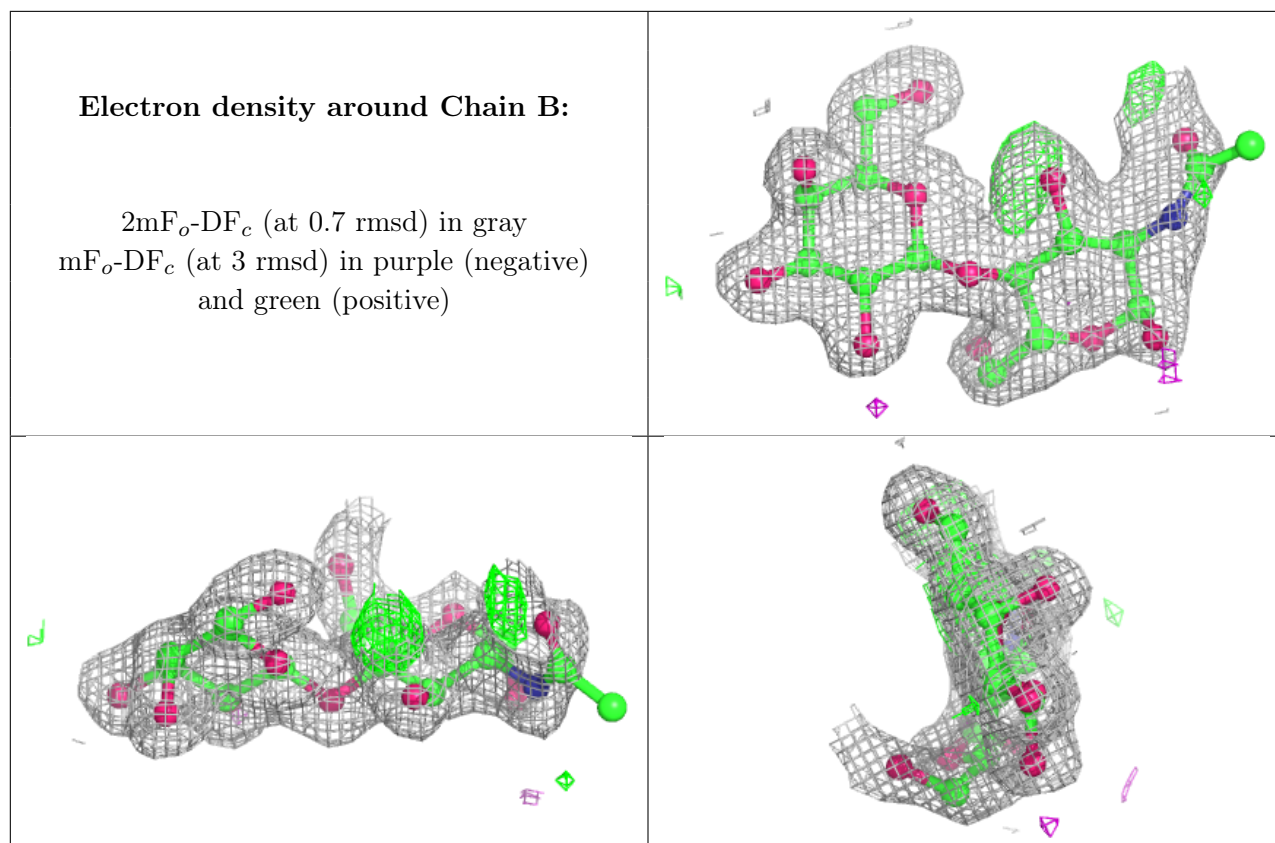 Electron density around Chain B:
2mFₒ-DF𝒸 (at 0.7 rmsd) in gray
mFₒ-DF𝒸 (at 3 rmsd) in purple (negative)
and green (positive)